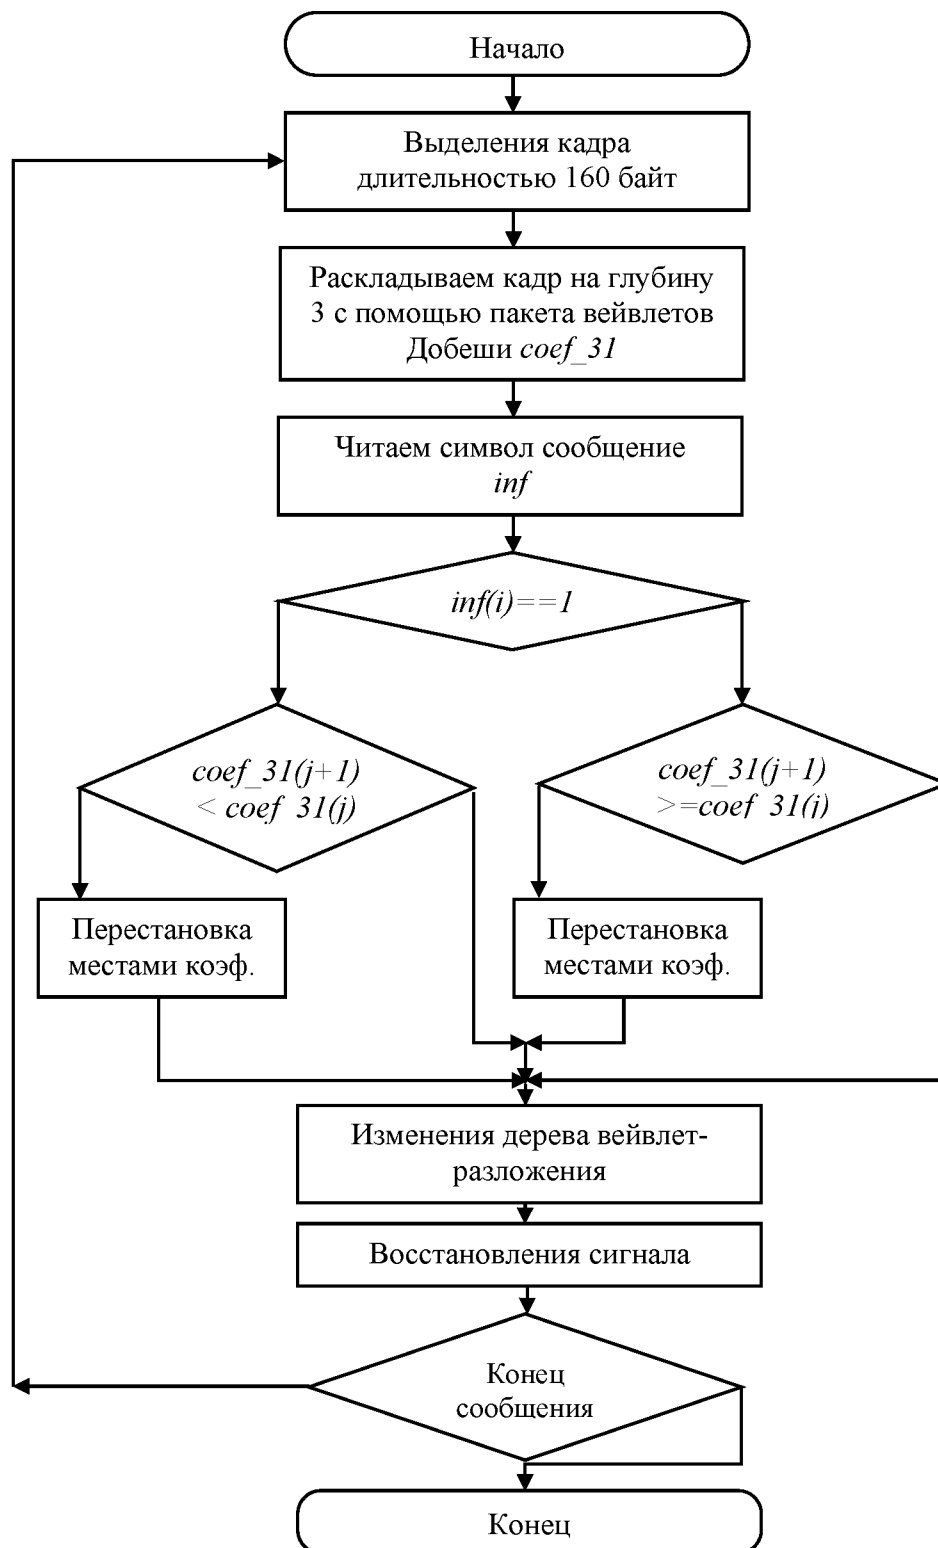 Начало
Выделения кадра
длительностью 160 байт
Раскладываем кадр на глубину
3 с помощью пакета вейвлетов
Добеши coef_31
Читаем символ сообщение
inf
inf(i)==1
coef_31(j+1)
< coef_31(j)
coef_31(j+1)
>=coef_31(j)
Перестановка
местами коэф.
Перестановка
местами коэф.
Изменения дерева вейвлет-
разложения
Восстановления сигнала
Конец
сообщения
Конец